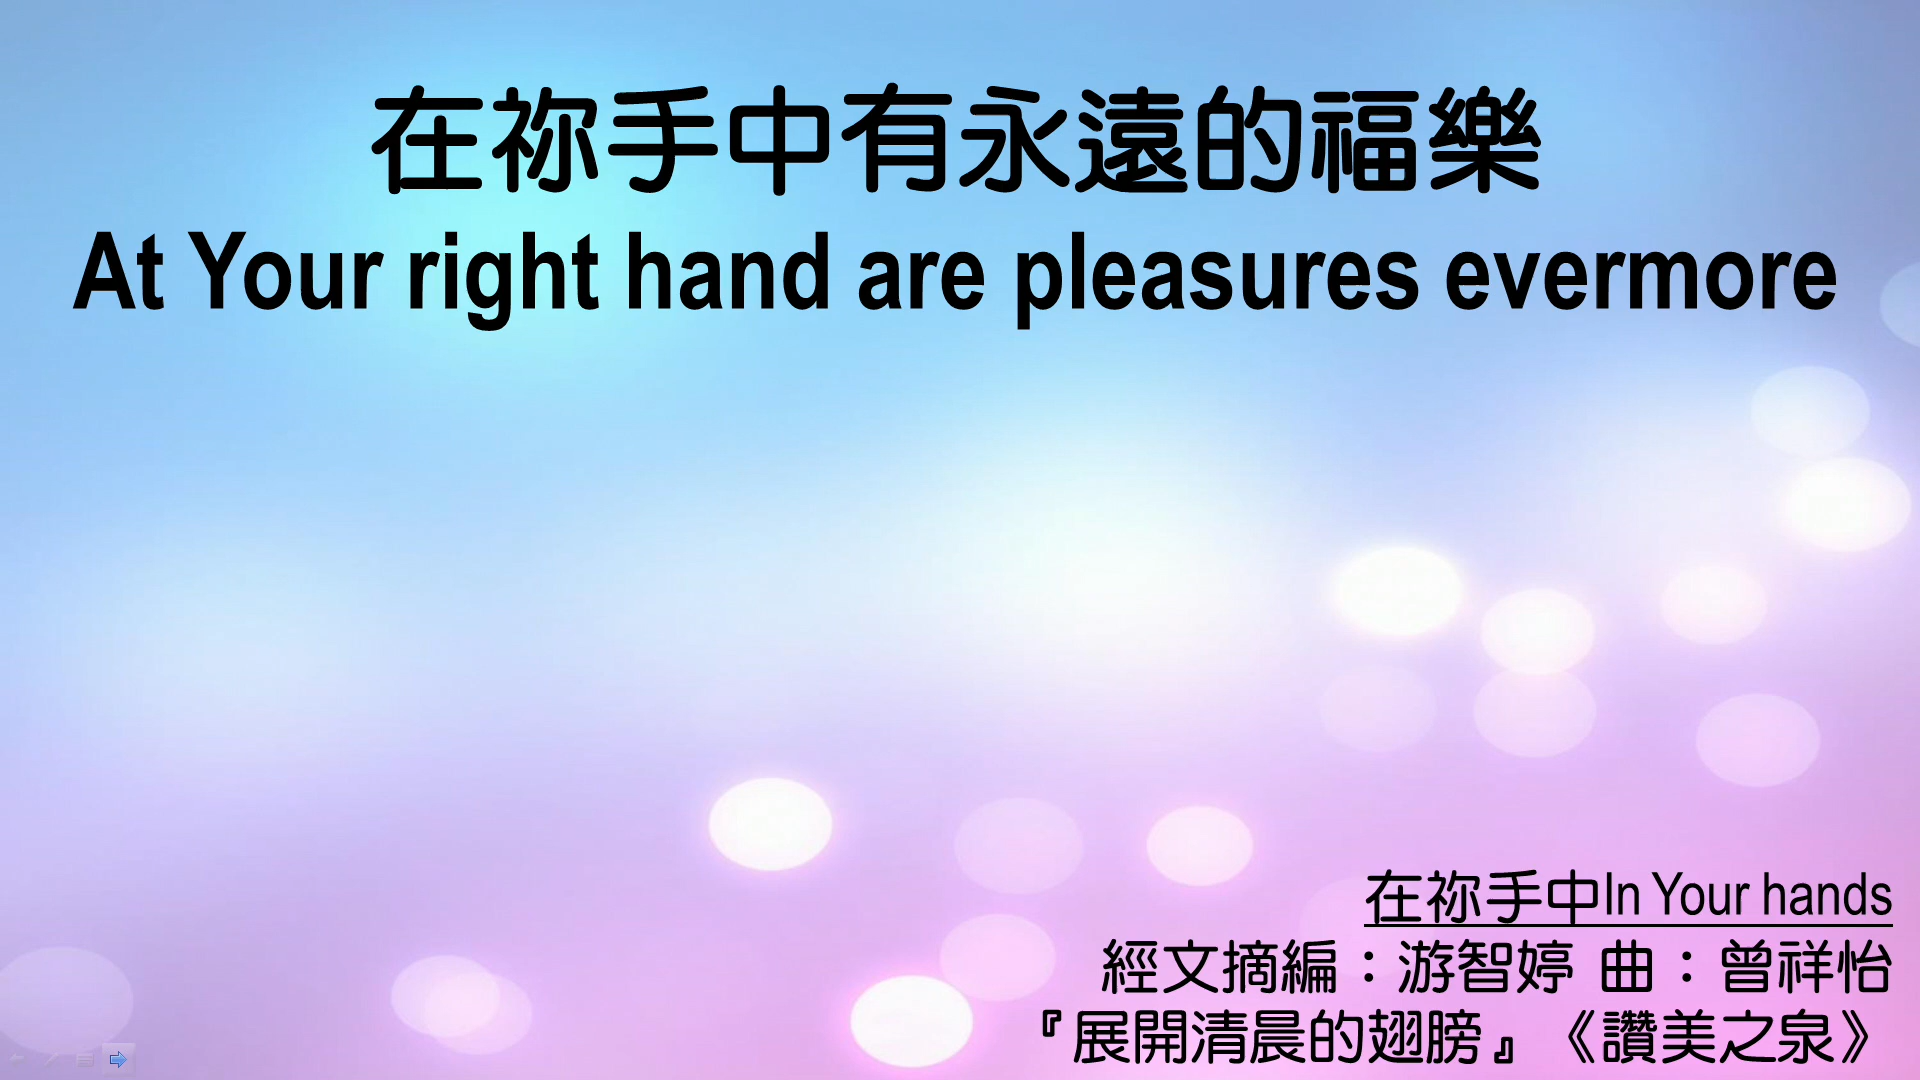 在祢手中有永遠的福樂
At Your right hand are pleasures evermore
在祢手中In Your hands
經文摘編：游智婷 曲：曾祥怡
『展開清晨的翅膀』《讚美之泉》